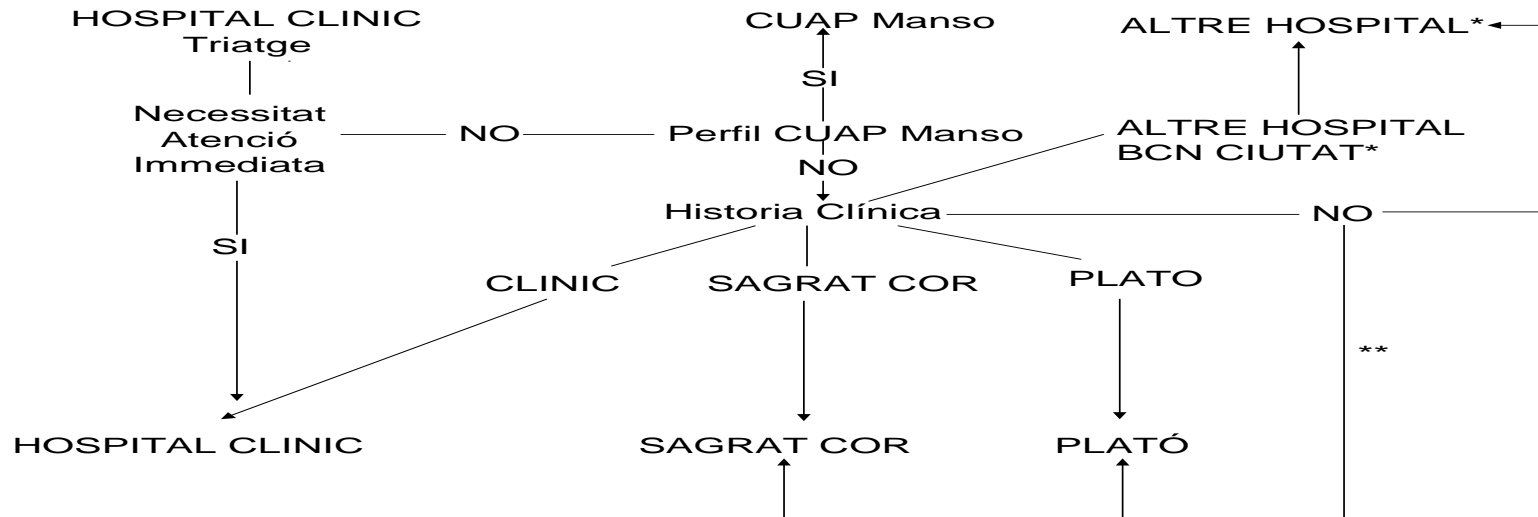 HOSPITAL CLINIC
Triatge
CUAP Manso
ALTRE HOSPITAL*
SI
Necessitat
Atenció
Immediata
NO
Perfil CUAP Manso
ALTRE HOSPITAL
BCN CIUTAT*
NO
Historia Clínica
NO
SI
CLINIC
SAGRAT COR
PLATO
**
HOSPITAL CLINIC
SAGRAT COR
PLATÓ